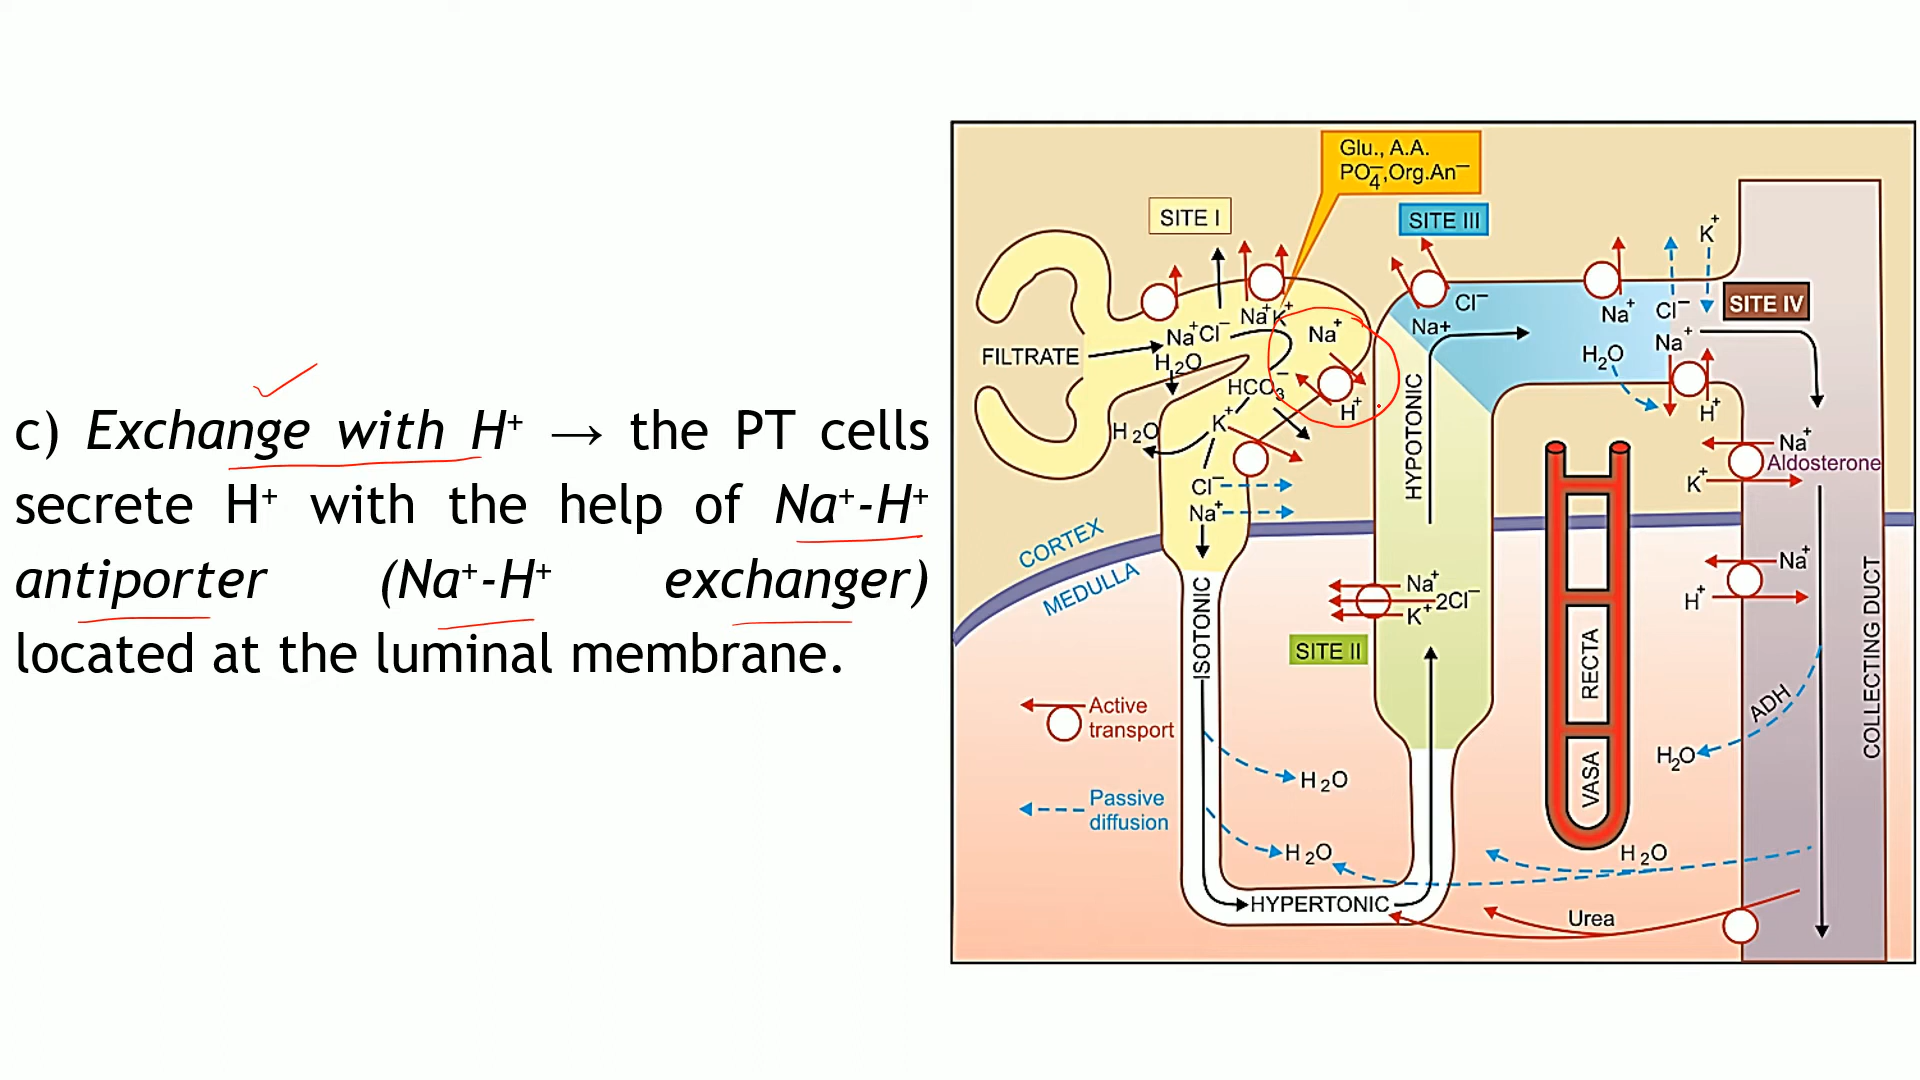 c) Exchange with H⁺ → the PT cells
secrete H⁺ with the help of Na⁺-H⁺
antiporter (Na⁺-H⁺ exchanger)
located at the luminal membrane.
Glu., A.A.
PO₄⁻,Org.An⁻
SITE I
SITE III
K⁺
SITE IV
FILTRATE
Na⁺Cl⁻
Na⁺K⁺
Na⁺
H₂O
HCO₃⁻
H⁺
K⁺
H₂O
Cl⁻
Na⁺
Cl⁻
Na+
Na⁺
Cl⁻
Na⁺
H₂O
H⁺
HYPOTONIC
Na⁺
Aldosterone
K⁺
CORTEX
MEDULLA
ISOTONIC
Na⁺
K⁺2Cl⁻
SITE II
Na⁺
H⁺
COLLECTING DUCT
VASA RECTA
Active
transport
Passive
diffusion
ADH
H₂O
H₂O
H₂O
H₂O
HYPERTONIC
Urea